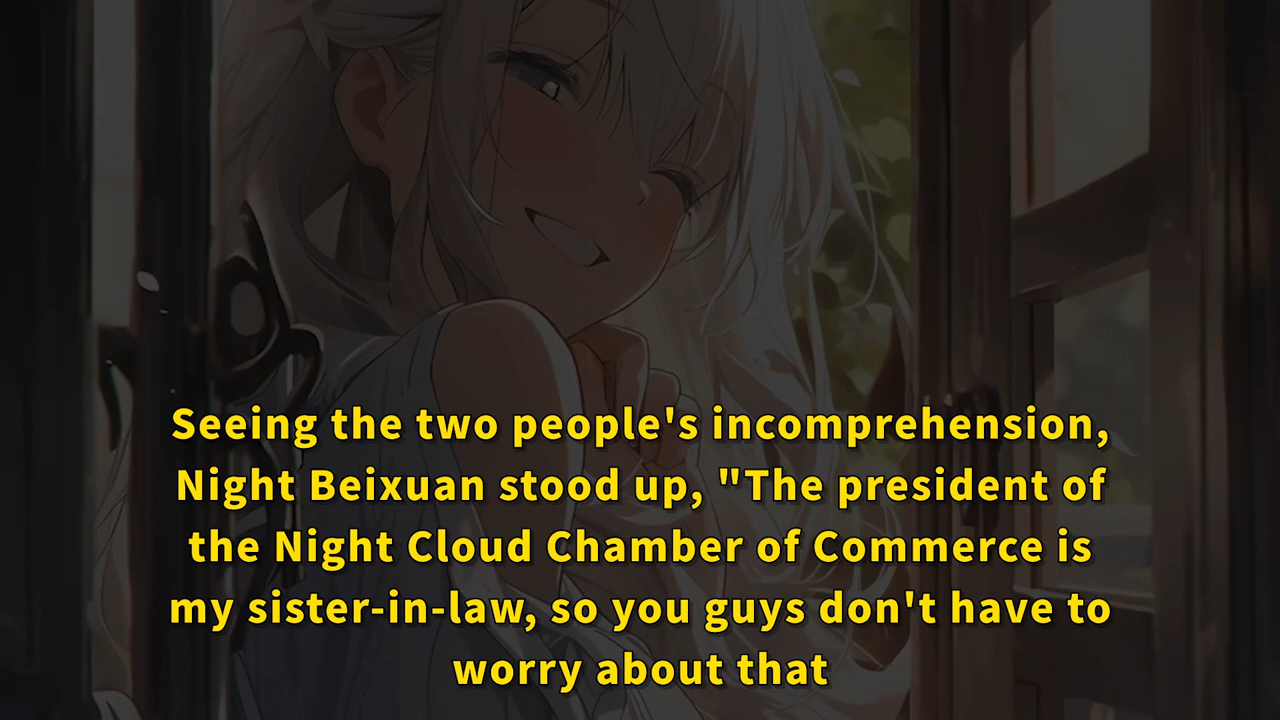 Seeing the two people's incomprehension,
Night Beixuan stood up, "The president of
the Night Cloud Chamber of Commerce is
my sister-in-law, so you guys don't have to
worry about that